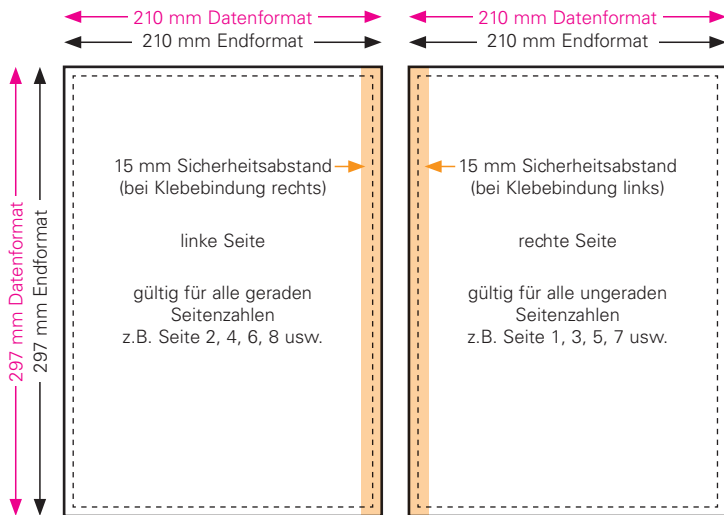 210 mm Datenformat
210 mm Endformat
297 mm Datenformat
297 mm Endformat
15 mm Sicherheitsabstand
(bei Klebebindung rechts)
linke Seite
gültig für alle geraden
Seitenzahlen
z.B. Seite 2, 4, 6, 8 usw.
210 mm Datenformat
210 mm Endformat
15 mm Sicherheitsabstand
(bei Klebebindung links)
rechte Seite
gültig für alle ungeraden
Seitenzahlen
z.B. Seite 1, 3, 5, 7 usw.